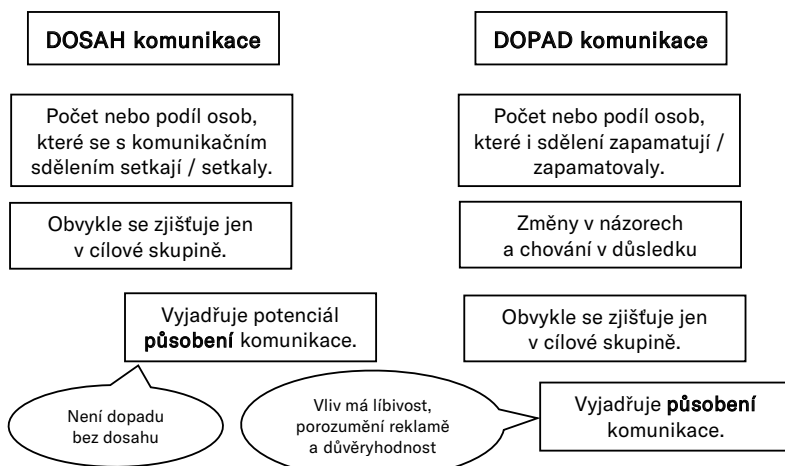 DOSAH komunikace
Počet nebo podíl osob,
které se s komunikačním
sdělením setkají / setkaly.
Obvykle se zjišťuje jen
v cílové skupině.
Vyjadřuje potenciál
působení komunikace.
Není dopadu
bez dosahu
DOPAD komunikace
Počet nebo podíl osob,
které i sdělení zapamatují /
zapamatovaly.
Změny v názorech
a chování v důsledku
Obvykle se zjišťuje jen
v cílové skupině.
Vliv má líbivost,
porozumění reklamě
a důvěryhodnost
Vyjadřuje působení
komunikace.